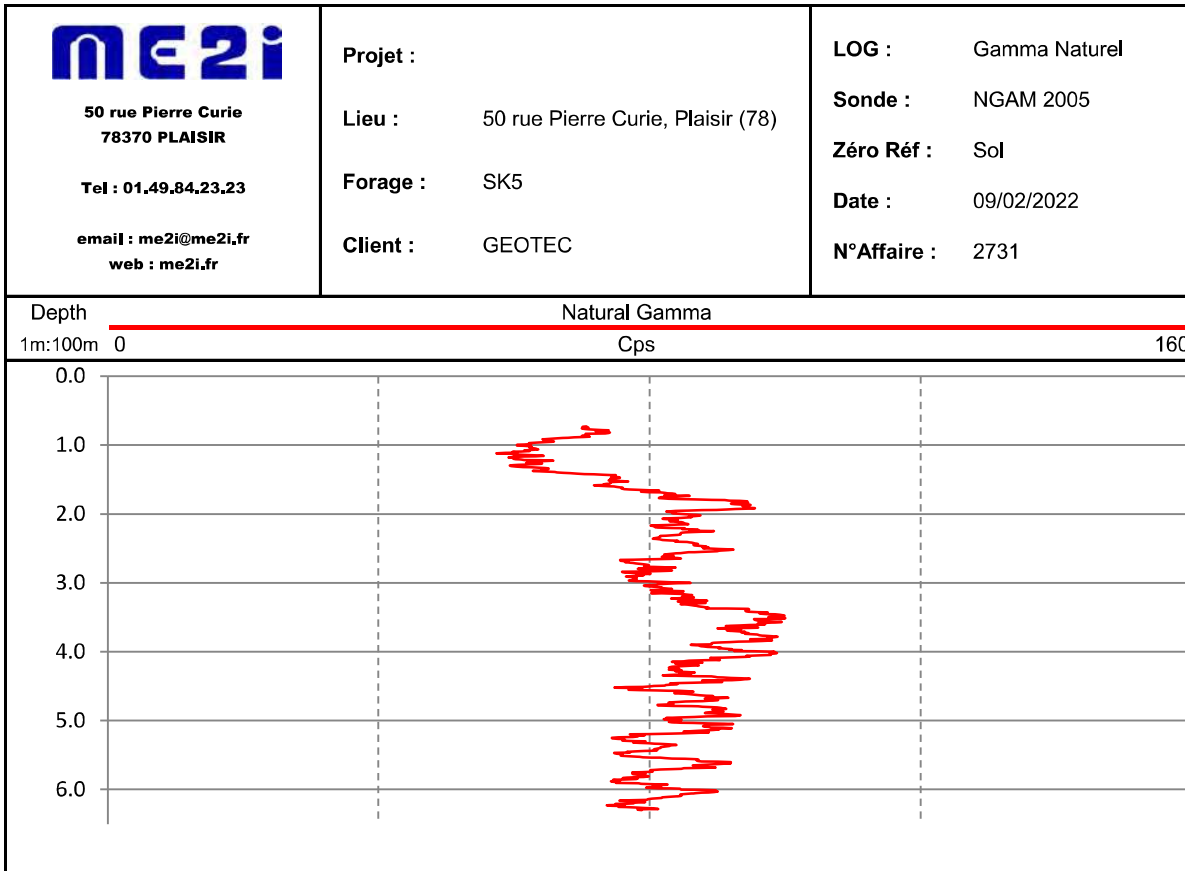 ME2i
50 rue Pierre Curie
78370 PLAISIR
Tel : 01.49.84.23.23
email : me2i@me2i.fr
web : me2i.fr
Projet :
Lieu : 50 rue Pierre Curie, Plaisir (78)
Forage : SK5
Client : GEOTEC
LOG : Gamma Naturel
Sonde : NGAM 2005
Zéro Réf : Sol
Date : 09/02/2022
N°Affaire : 2731
Depth Natural Gamma
1m:100m 0 Cps 160
0.0
1.0
2.0
3.0
4.0
5.0
6.0